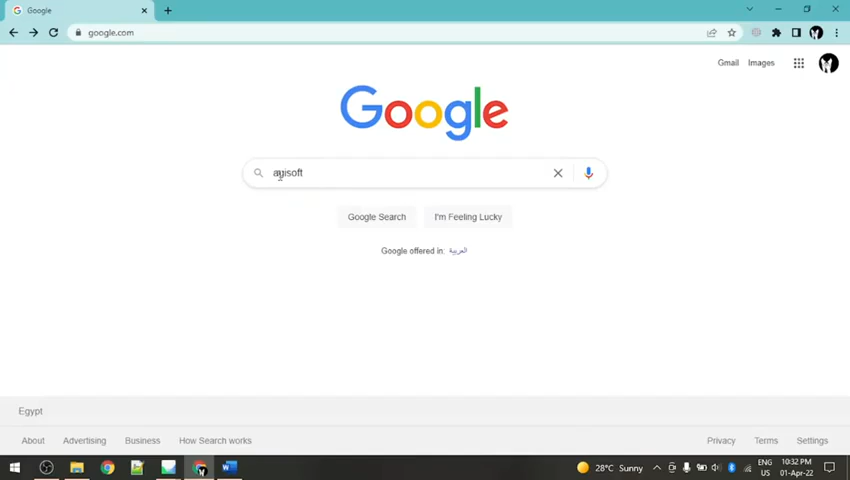 Google
google.com
Gmail Images
Google
agisoft
Google Search I'm Feeling Lucky
Google offered in: العربية
Egypt
About Advertising Business How Search works Privacy Terms Settings
28°C Sunny
ENG
US
10:32 PM
01-Apr-22